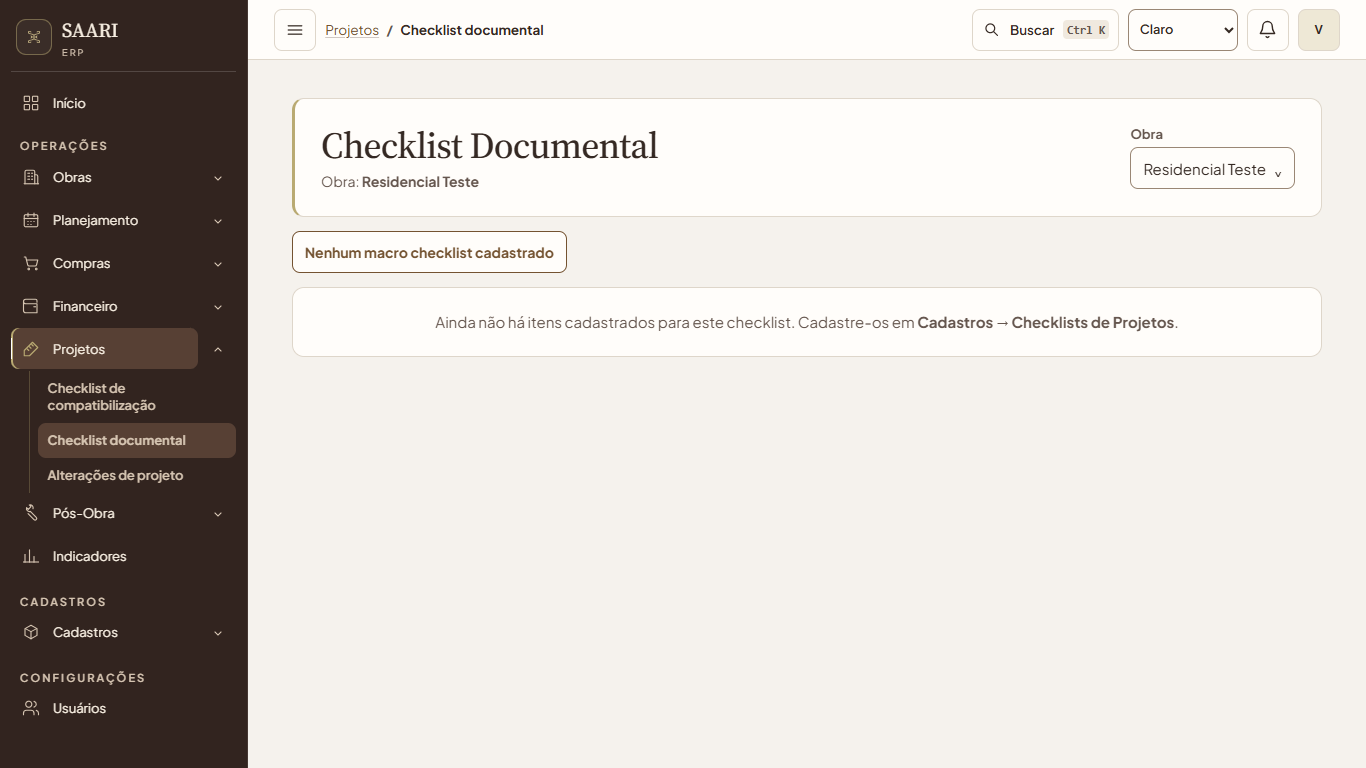 SAARI
ERP
Início
OPERAÇÕES
Obras
Planejamento
Compras
Financeiro
Projetos
Checklist de
compatibilização
Checklist documental
Alterações de projeto
Pós-Obra
Indicadores
CADASTROS
Cadastros
CONFIGURAÇÕES
Usuários
Projetos / Checklist documental
Buscar Ctrl K
Claro
V
Checklist Documental
Obra: Residencial Teste
Obra
Residencial Teste
Nenhum macro checklist cadastrado
Ainda não há itens cadastrados para este checklist. Cadastre-os em Cadastros → Checklists de Projetos.